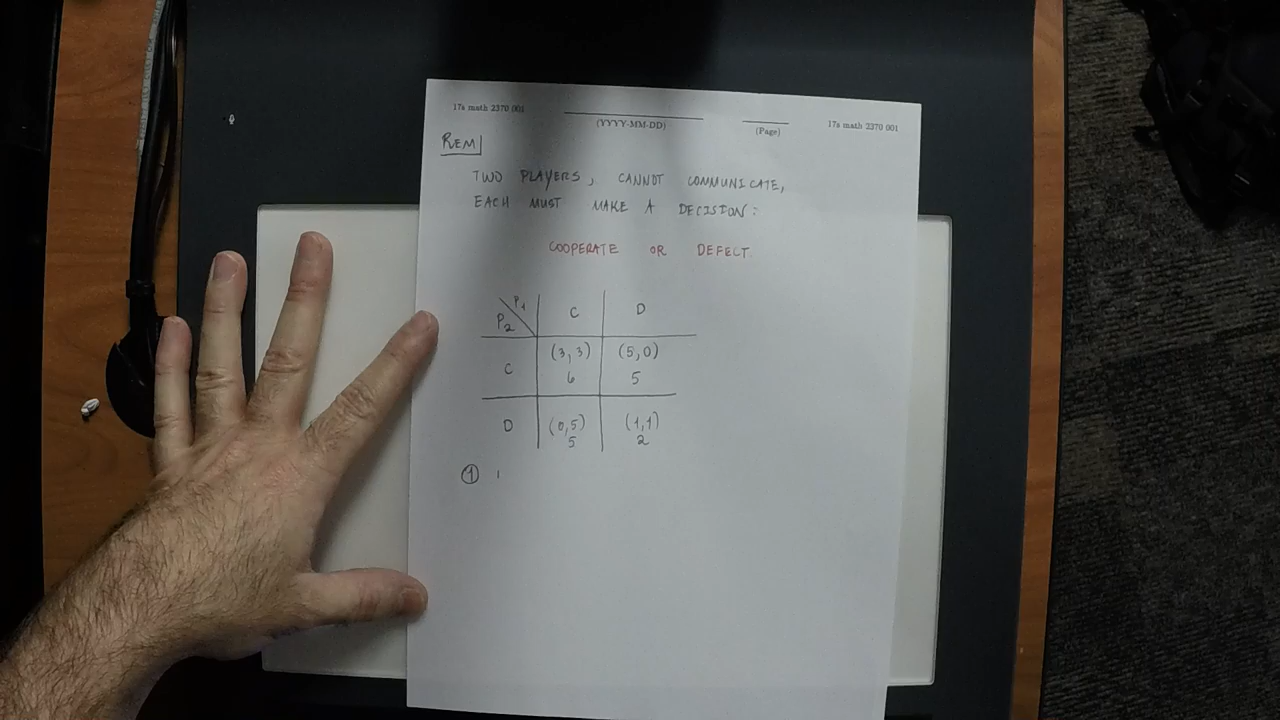 17s math 2370 001
(YYYY-MM-DD)
(Page)
17s math 2370 001
REM
TWO PLAYERS, CANNOT COMMUNICATE,
EACH MUST MAKE A DECISION:
COOPERATE OR DEFECT.
P1 C D
P2
C (3,3) (5,0)
6 5
D (0,5) (1,1)
5 2
①